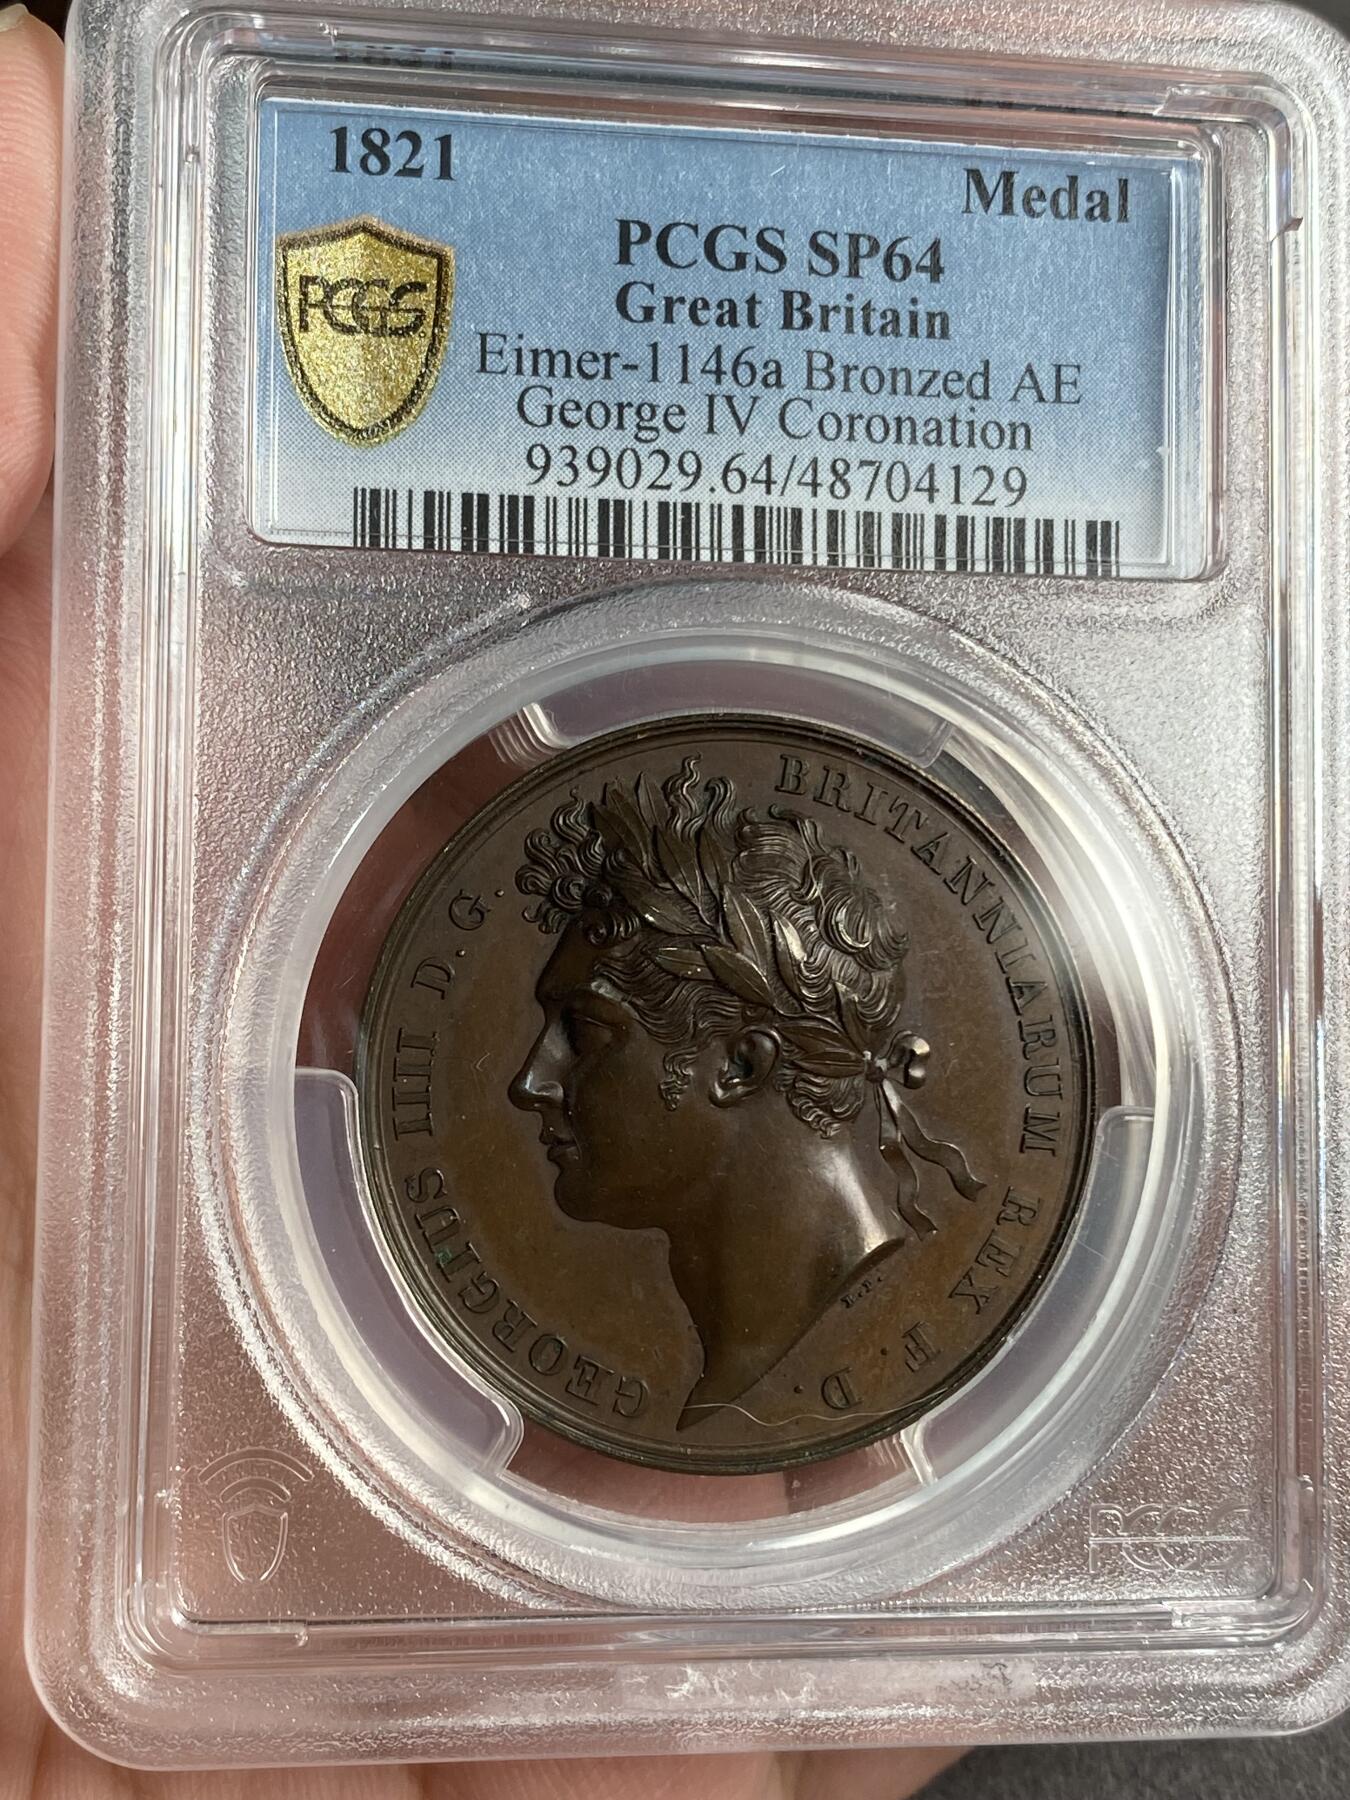 1821
Medal
PCGS
PCGS SP64
Great Britain
Eimer-1146a Bronzed AE
George IV Coronation
939029.64/48704129
GEORGIUS IIII D. G. BRITANNIARUM REX F. D.
PCGS